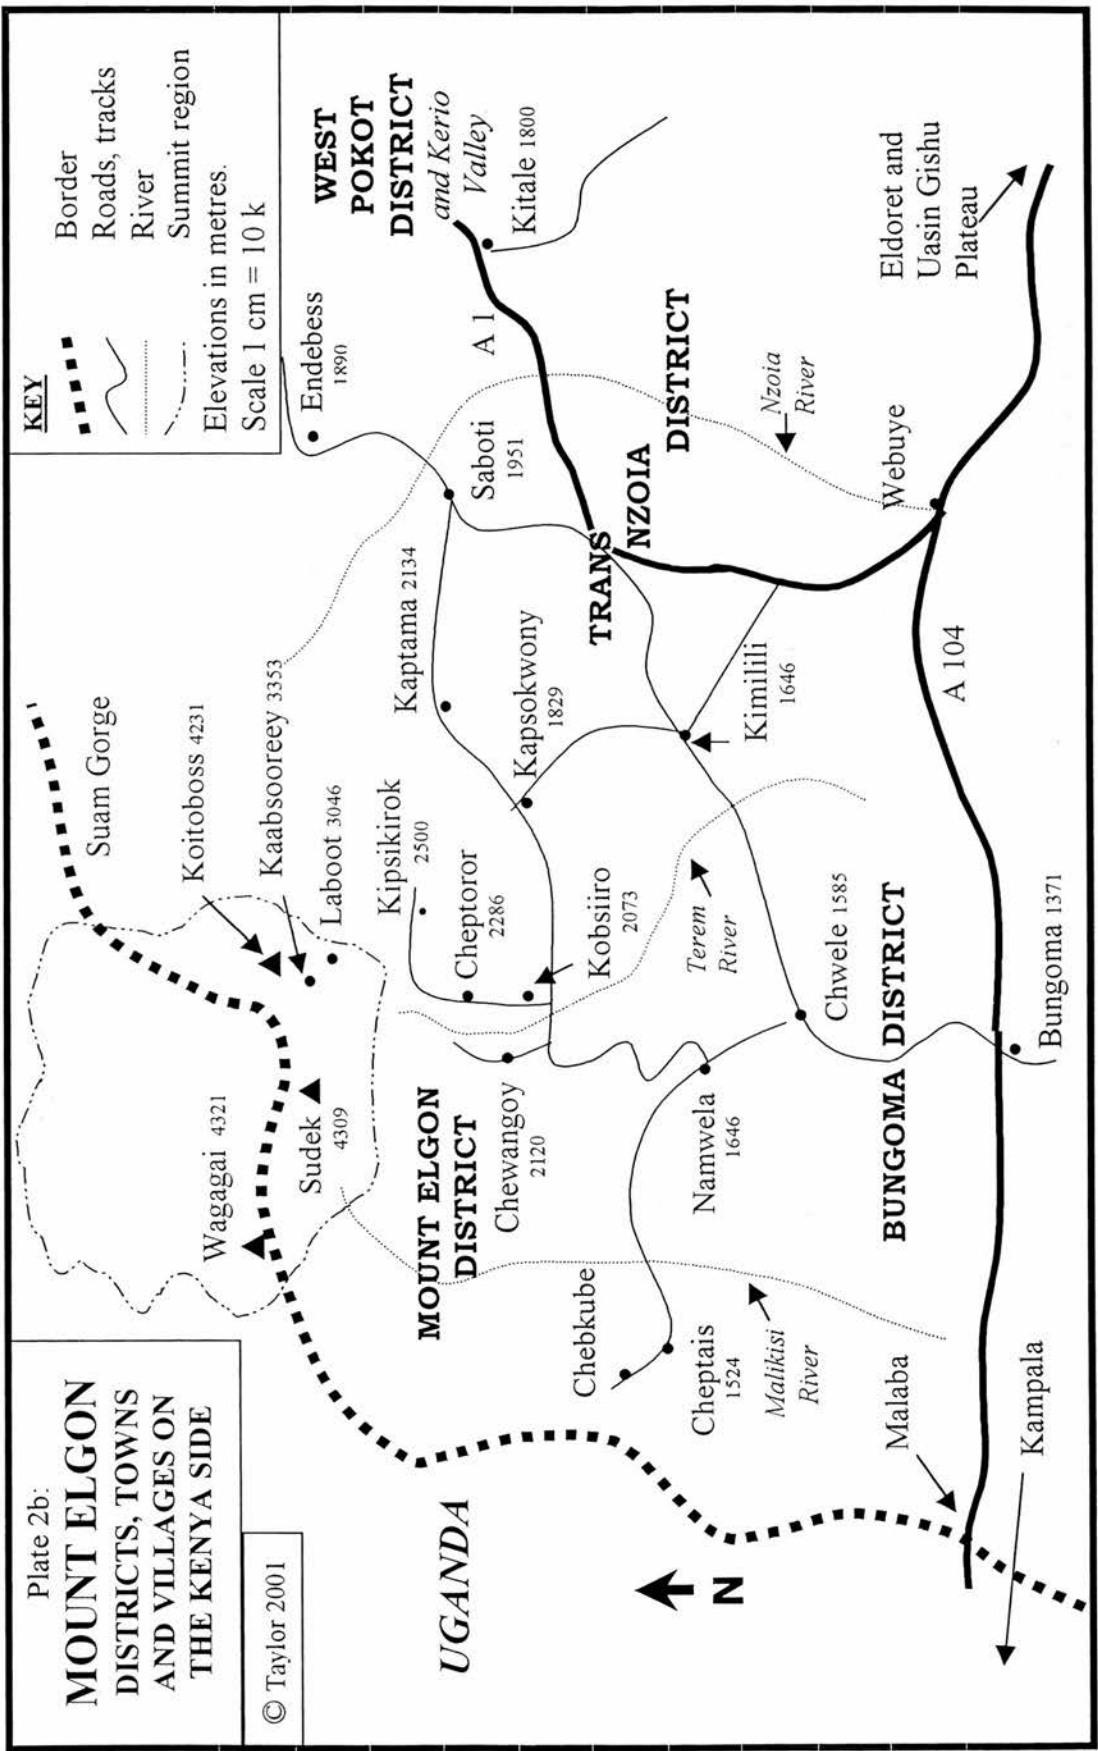 Plate 2b:
MOUNT ELGON
DISTRICTS, TOWNS
AND VILLAGES ON
THE KENYA SIDE
© Taylor 2001
KEY
Border
Roads, tracks
River
Summit region
Elevations in metres.
Scale 1 cm = 10 k
Suam Gorge
Koitoboss 4231
Kaabsooreey 3353
Laboot 3046
Wagagai 4321
Sudek
4309
Endebess
1890
WEST
POKOT
DISTRICT
and Kerio
Valley
Kitale 1800
A 1
Saboti
1951
Kaptama 2134
Kipsikirok
2500
Cheptoror
2286
Kapsokwony
1829
Kobsiiro
2073
MOUNT ELGON
DISTRICT
Chewangoy
2120
UGANDA
N
Chebkube
Cheptais
1524
Malikisi
River
Namwela
1646
Terem
River
Kimilili
1646
TRANS
NZOIA
DISTRICT
Nzoia
River
Webuye
Eldoret and
Uasin Gishu
Plateau
Chwele 1585
BUNGOMA DISTRICT
A 104
Malaba
Kampala
Bungoma 1371